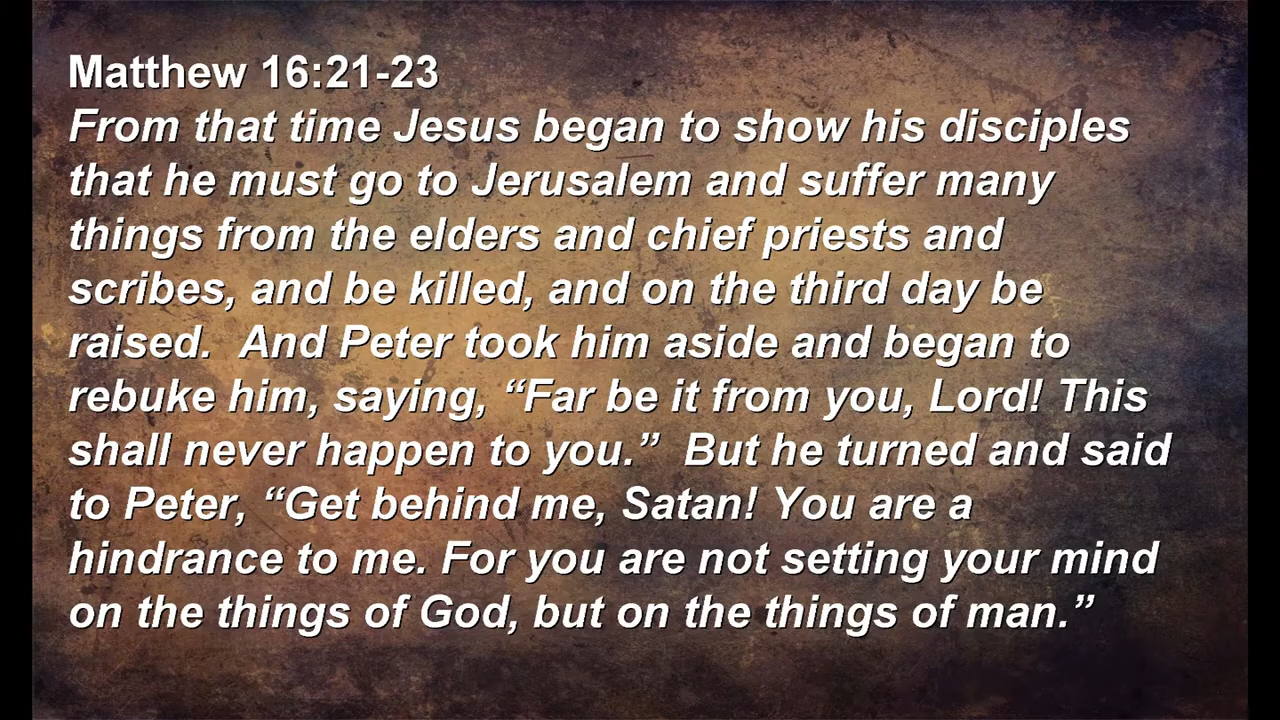 Matthew 16:21-23
From that time Jesus began to show his disciples
that he must go to Jerusalem and suffer many
things from the elders and chief priests and
scribes, and be killed, and on the third day be
raised.  And Peter took him aside and began to
rebuke him, saying, “Far be it from you, Lord! This
shall never happen to you.”  But he turned and said
to Peter, “Get behind me, Satan! You are a
hindrance to me. For you are not setting your mind
on the things of God, but on the things of man.”